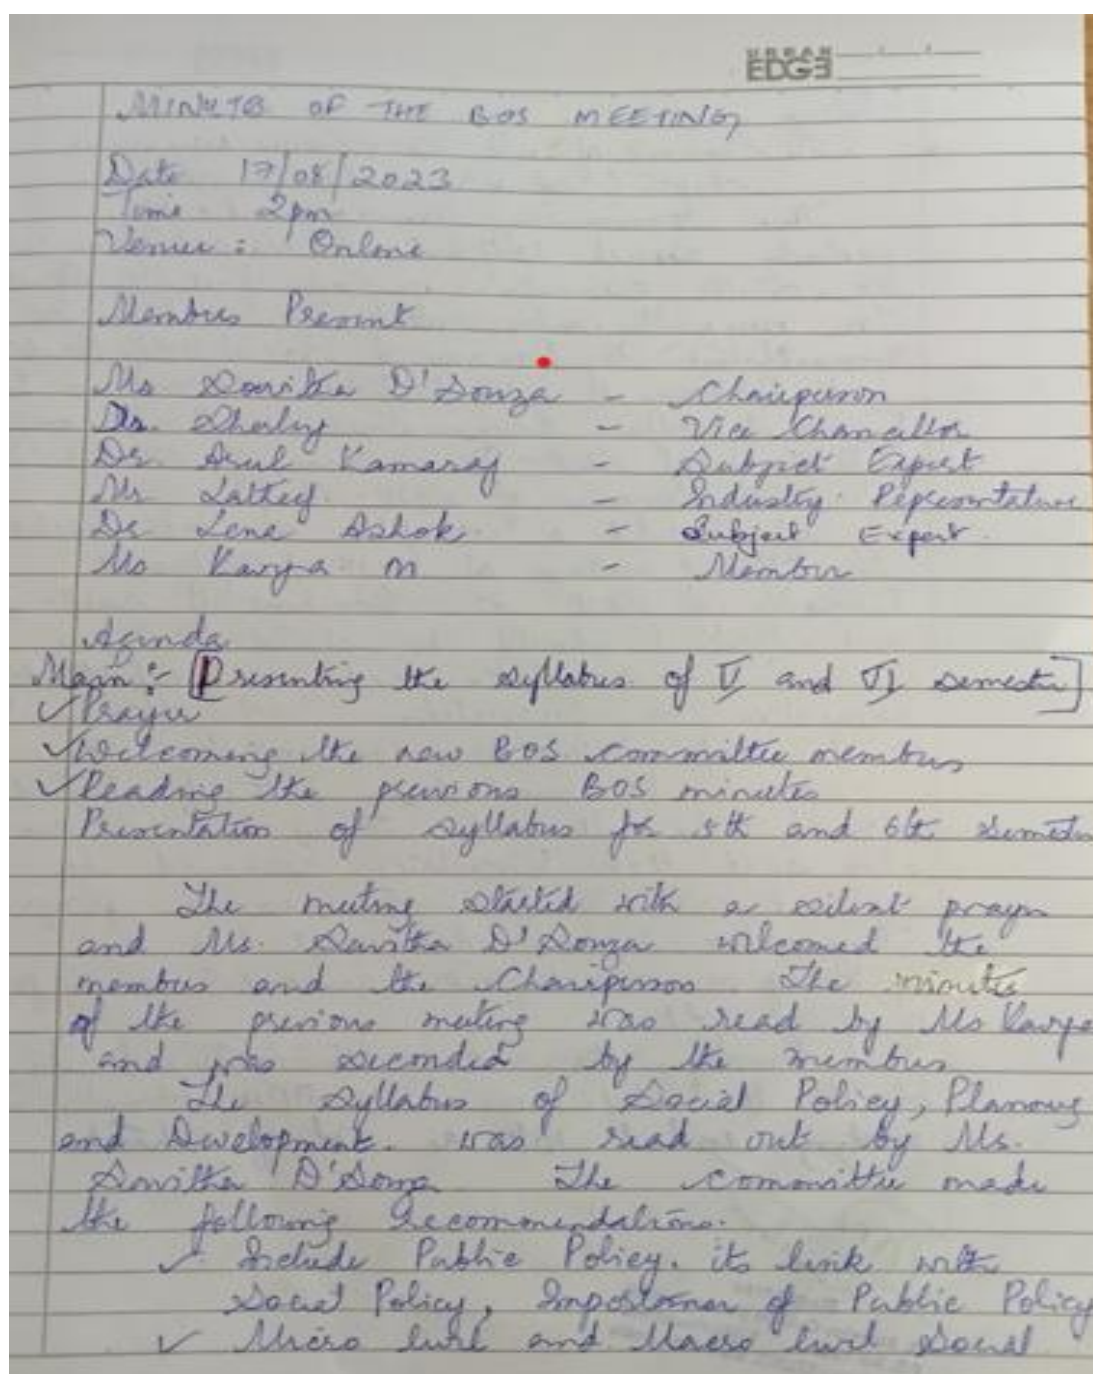 URBAN
EDGE
MINUTES OF THE BOS MEETING
Date 17/08/2023
Time 2pm
Venue : Online
Members Present
Ms Savitha D'Souza - Chairperson
Dr. Sherly - Vice Chancellor
Dr. Arul Kamaraj - Subject Expert
Mr Latheef - Industry Representative
Dr Lena Ashok - Subject Expert
Ms Kavya M - Member
Agenda
Main :- [Presenting the syllabus of V and VI semester]
✓ Prayer
✓ Welcoming the new BOS committee members
✓ Reading the previous BOS minutes
Presentation of syllabus for 5th and 6th semester
The meeting started with a silent prayer
and Ms. Savitha D'Souza welcomed the
members and the Chairperson The minutes
of the previous meeting was read by Ms Kavya
and was seconded by the members
The Syllabus of Social Policy, Planning
and Development. was read out by Ms.
Savitha D'Souza The committee made
the following recommendations.
✓ Include Public Policy, its link with
Social Policy, Importance of Public Policy
✓ Micro level and Macro level Social